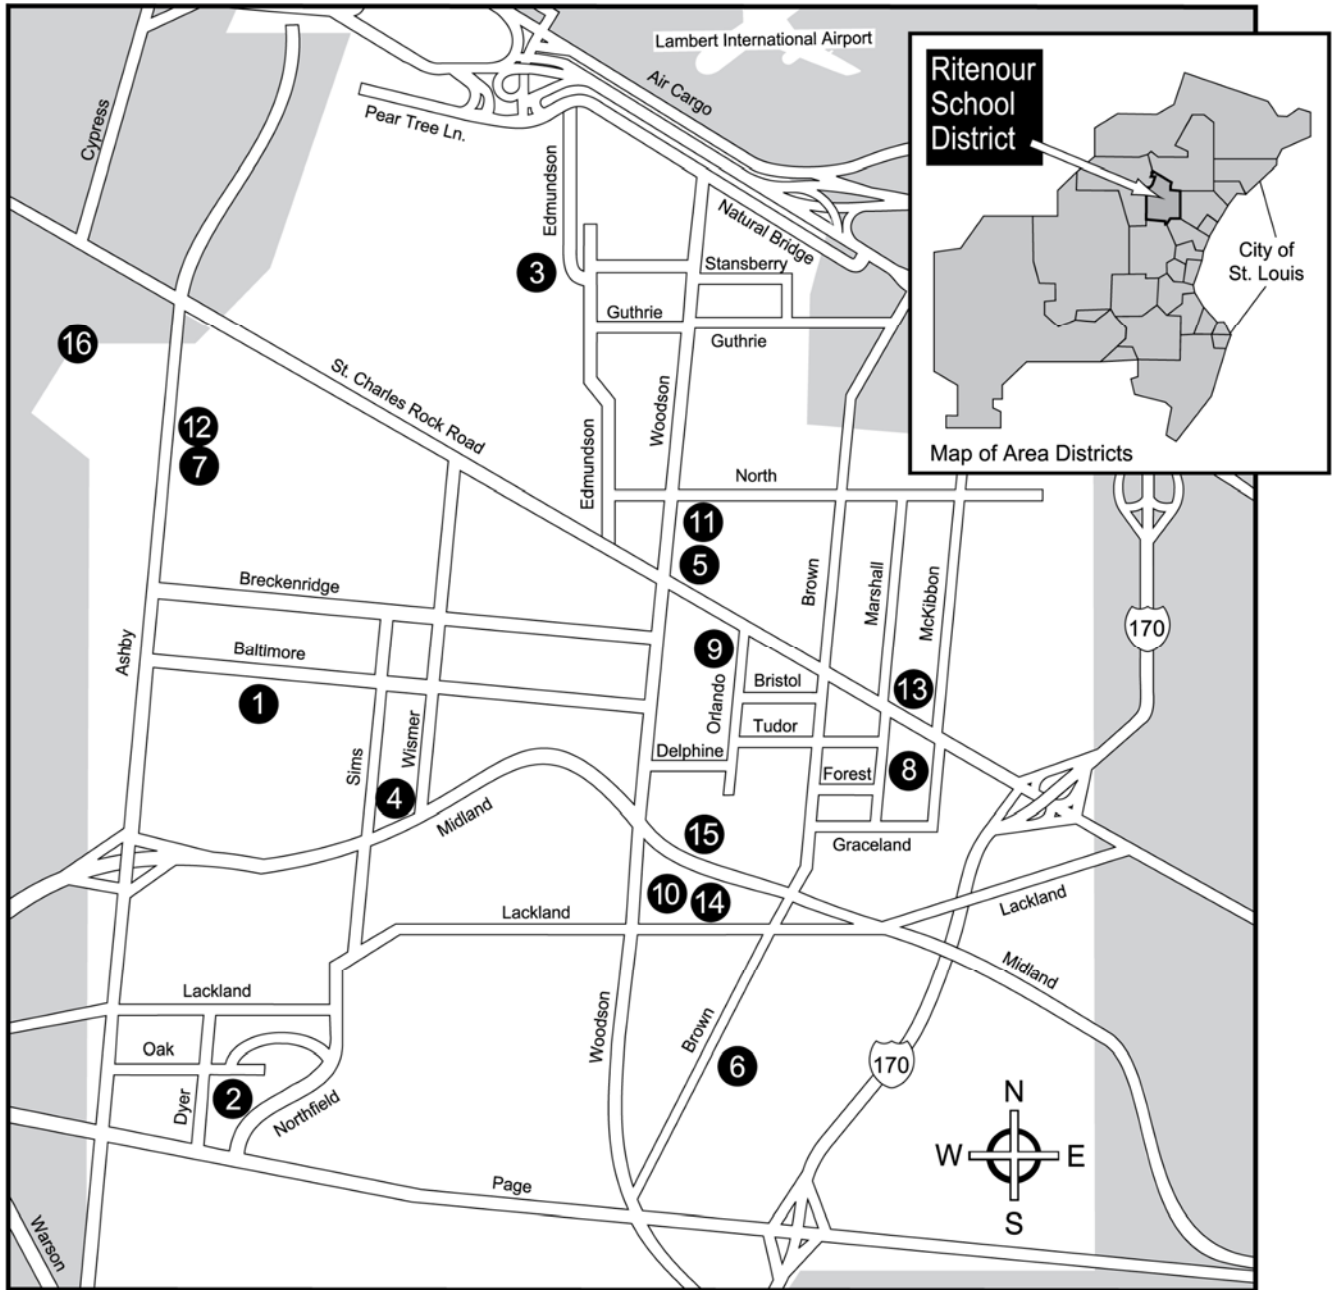 Lambert International Airport
Air Cargo
Cypress
Pear Tree Ln.
Edmundson
Natural Bridge
Stansberry
Ritenour
School
District
City of
St. Louis
Map of Area Districts
3
Guthrie
Guthrie
16
St. Charles Rock Road
Woodson
12
7
Edmundson
North
11
5
Breckenridge
Brown
Marshall
McKibbon
170
Ashby
Baltimore
9
Bristol
13
1
Orlando
Tudor
Sims
Wismer
Delphine
Forest
8
4
Midland
15
Graceland
10
14
Lackland
Lackland
Midland
Lackland
Woodson
Brown
Oak
6
170
Dyer
2
Northfield
N
W
E
S
Page
Warson